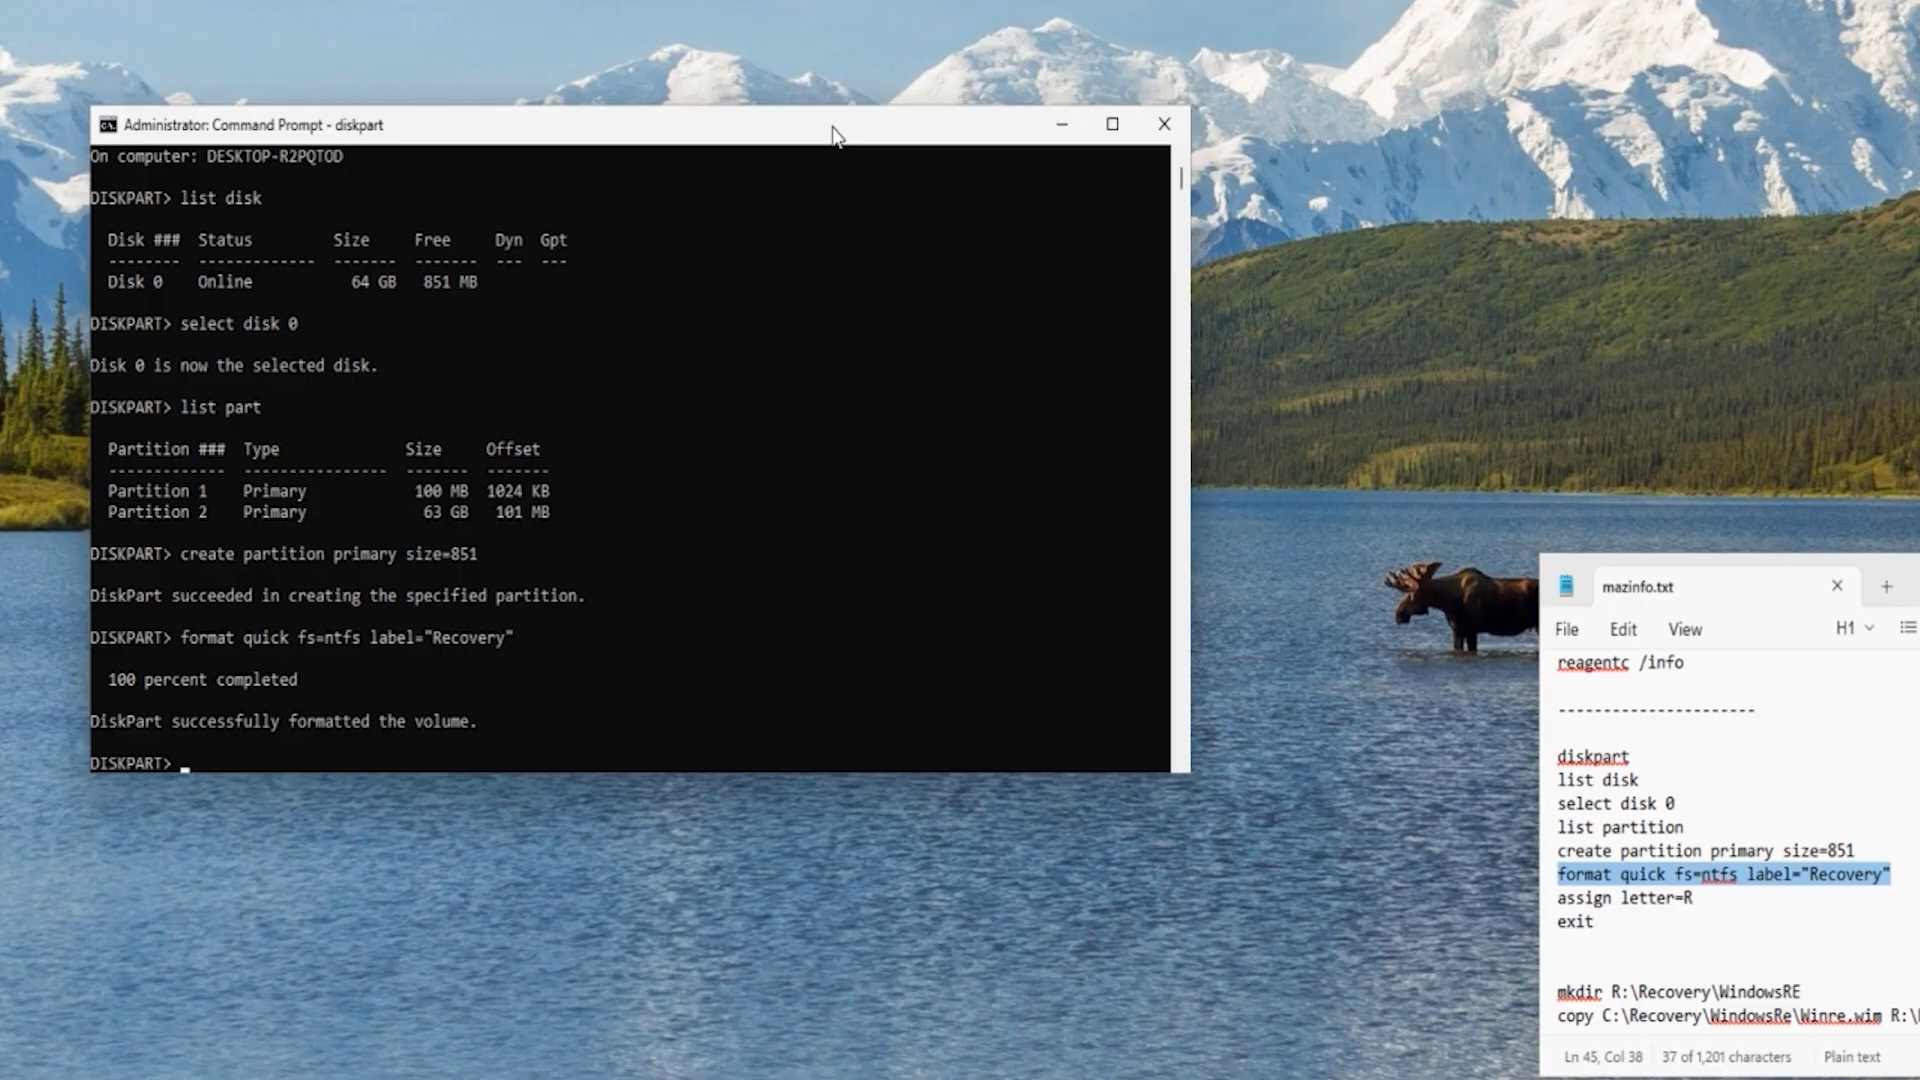 Administrator: Command Prompt - diskpart
On computer: DESKTOP-R2PQTOD
DISKPART> list disk
Disk ### Status Size Free Dyn Gpt
-------- ------------- ------- ------- --- ---
Disk 0 Online 64 GB 851 MB
DISKPART> select disk 0
Disk 0 is now the selected disk.
DISKPART> list part
Partition ### Type Size Offset
------------- ---------------- ------- -------
Partition 1 Primary 100 MB 1024 KB
Partition 2 Primary 63 GB 101 MB
DISKPART> create partition primary size=851
DiskPart succeeded in creating the specified partition.
DISKPART> format quick fs=ntfs label="Recovery"
100 percent completed
DiskPart successfully formatted the volume.
DISKPART>
mazinfo.txt
File Edit View H1
reagentc /info
----------------------
diskpart
list disk
select disk 0
list partition
create partition primary size=851
format quick fs=ntfs label="Recovery"
assign letter=R
exit
mkdir R:\Recovery\WindowsRE
copy C:\Recovery\WindowsRe\Winre.wim R:\
Ln 45, Col 38 37 of 1,201 characters Plain text